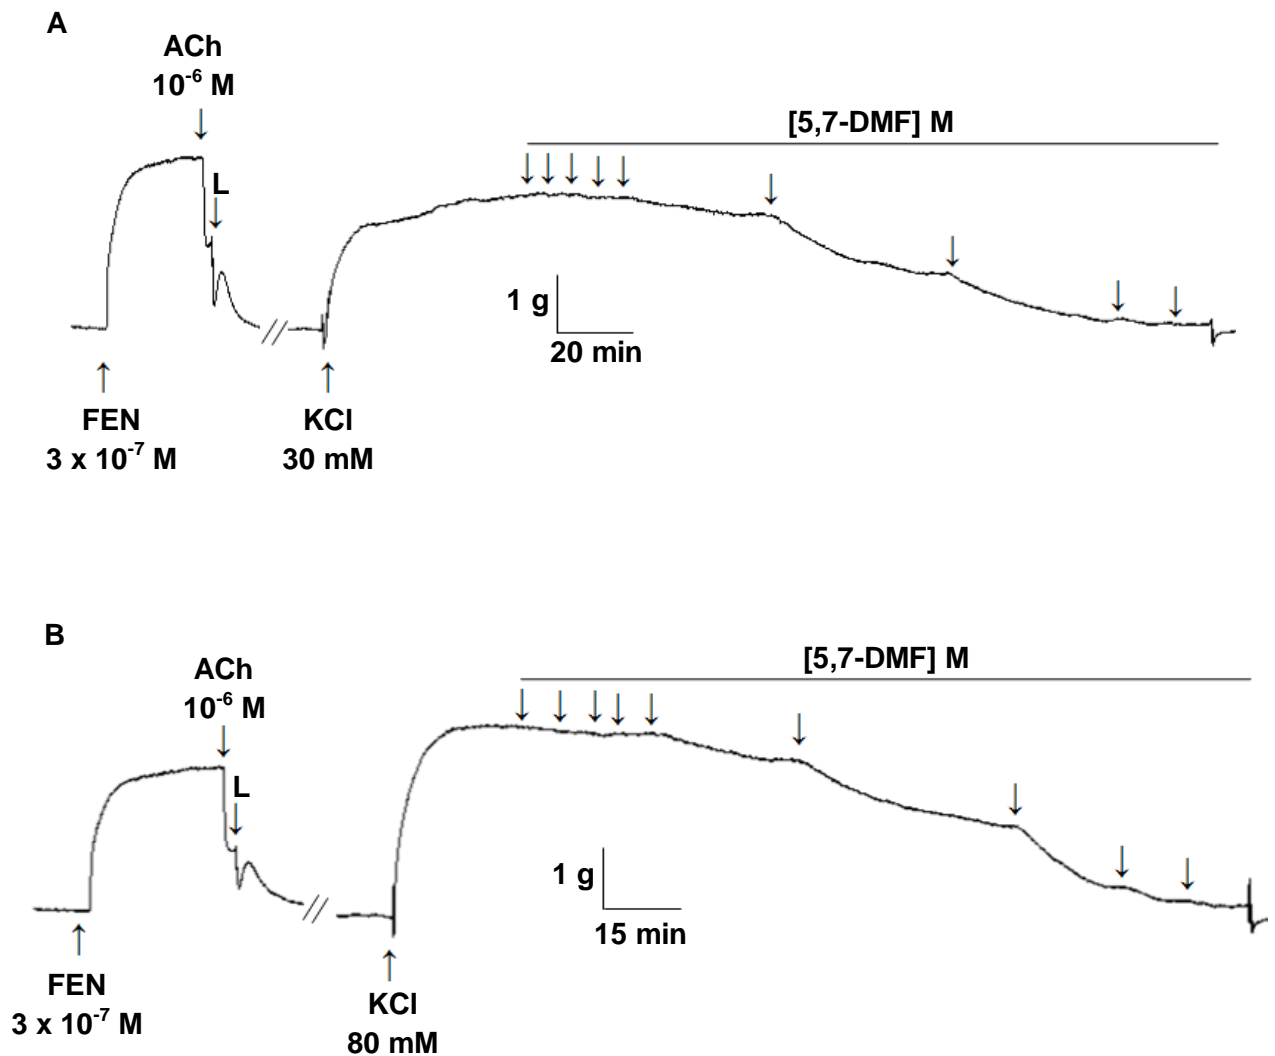 A
ACh
10⁻⁶ M
L
[5,7-DMF] M
1 g
20 min
FEN
3 x 10⁻⁷ M
KCl
30 mM
B
ACh
10⁻⁶ M
L
[5,7-DMF] M
1 g
15 min
FEN
3 x 10⁻⁷ M
KCl
80 mM